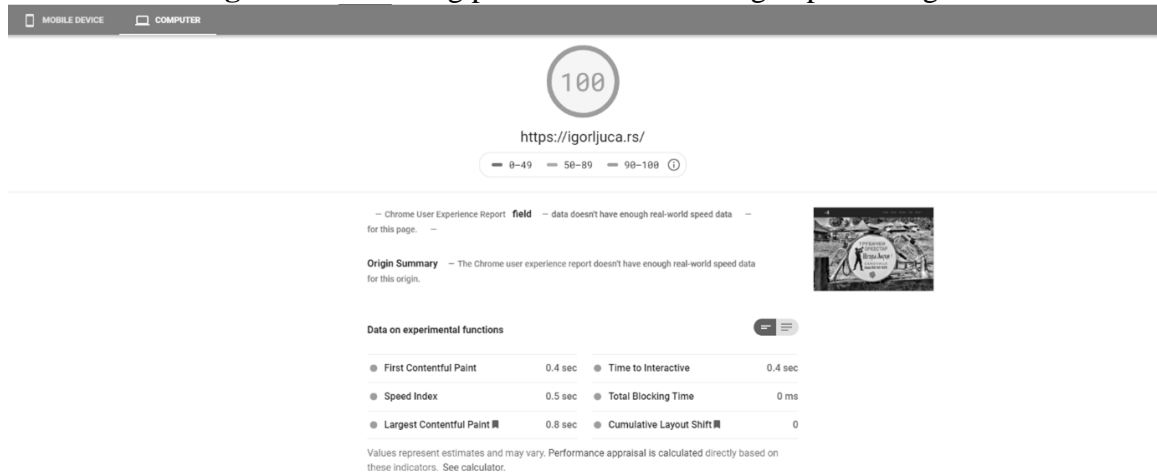 MOBILE DEVICE COMPUTER
100
https://igorljuca.rs/
0–49 50–89 90–100
— Chrome User Experience Report field — data doesn't have enough real-world speed data —
for this page. —
Origin Summary — The Chrome user experience report doesn't have enough real-world speed data
for this origin.
ТРУБАЧКИ
ОРКЕСТАР
Data on experimental functions
First Contentful Paint 0.4 sec Time to Interactive 0.4 sec
Speed Index 0.5 sec Total Blocking Time 0 ms
Largest Contentful Paint 0.8 sec Cumulative Layout Shift 0
Values represent estimates and may vary. Performance appraisal is calculated directly based on
these indicators. See calculator.